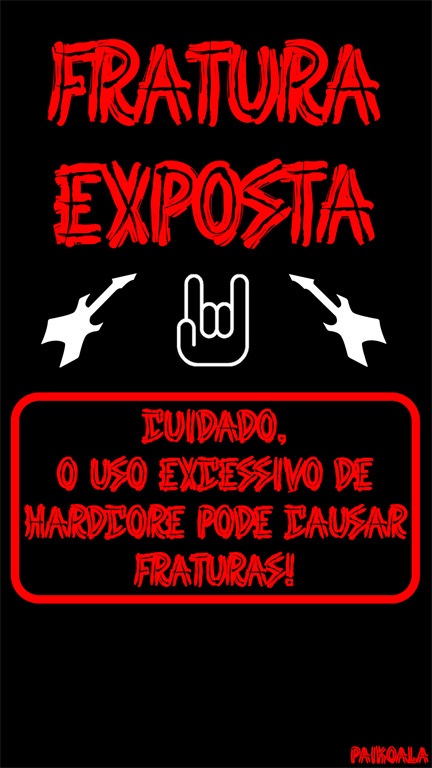 FRATURA
EXPOSTA
CUIDADO,
O USO EXCESSIVO DE
HARDCORE PODE CAUSAR
FRATURAS!
PAIKOALA